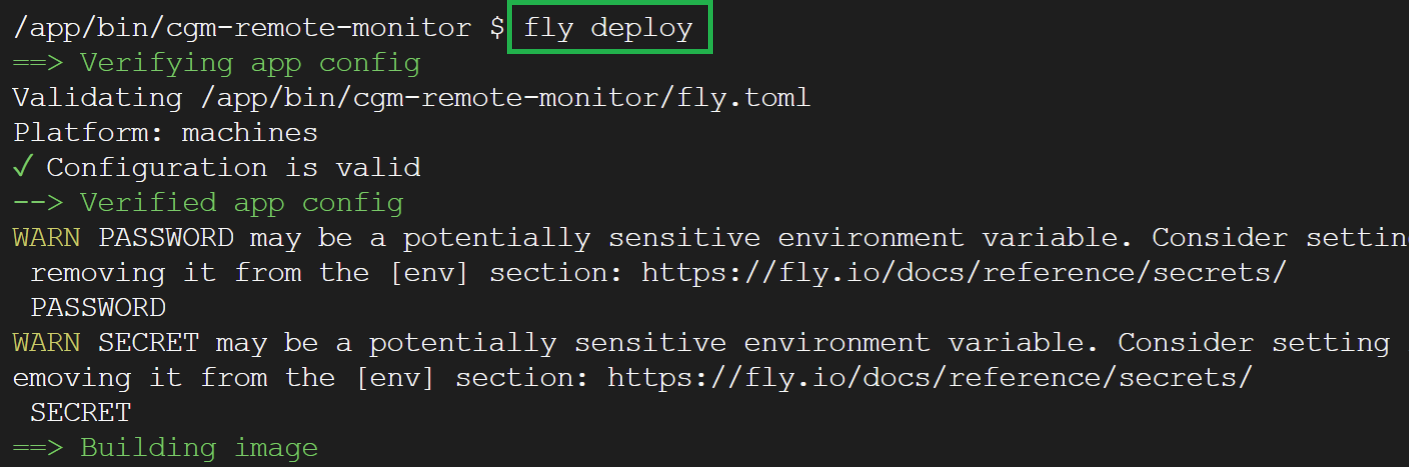 /app/bin/cgm-remote-monitor $ fly deploy
==> Verifying app config
Validating /app/bin/cgm-remote-monitor/fly.toml
Platform: machines
✓ Configuration is valid
--> Verified app config
WARN PASSWORD may be a potentially sensitive environment variable. Consider settin
removing it from the [env] section: https://fly.io/docs/reference/secrets/
PASSWORD
WARN SECRET may be a potentially sensitive environment variable. Consider setting
emoving it from the [env] section: https://fly.io/docs/reference/secrets/
SECRET
==> Building image